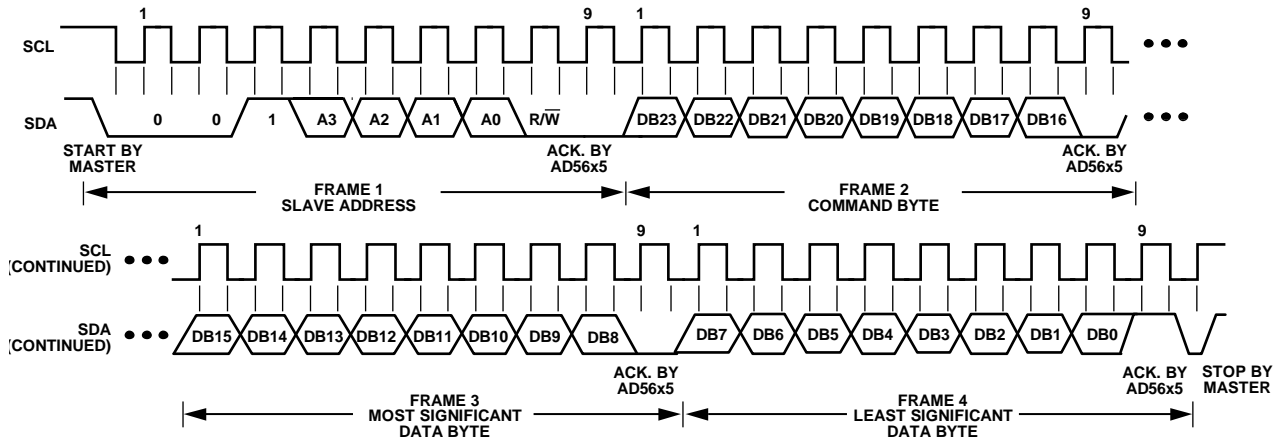 1 9 1 9
SCL
SDA
0 0 1 A3 A2 A1 A0 R/W̅ DB23 DB22 DB21 DB20 DB19 DB18 DB17 DB16
START BY
MASTER
ACK. BY
AD56x5
ACK. BY
AD56x5
FRAME 1
SLAVE ADDRESS
FRAME 2
COMMAND BYTE
1 9 1 9
SCL
(CONTINUED)
SDA
(CONTINUED)
DB15 DB14 DB13 DB12 DB11 DB10 DB9 DB8 DB7 DB6 DB5 DB4 DB3 DB2 DB1 DB0
ACK. BY
AD56x5
ACK. BY
AD56x5
STOP BY
MASTER
FRAME 3
MOST SIGNIFICANT
DATA BYTE
FRAME 4
LEAST SIGNIFICANT
DATA BYTE